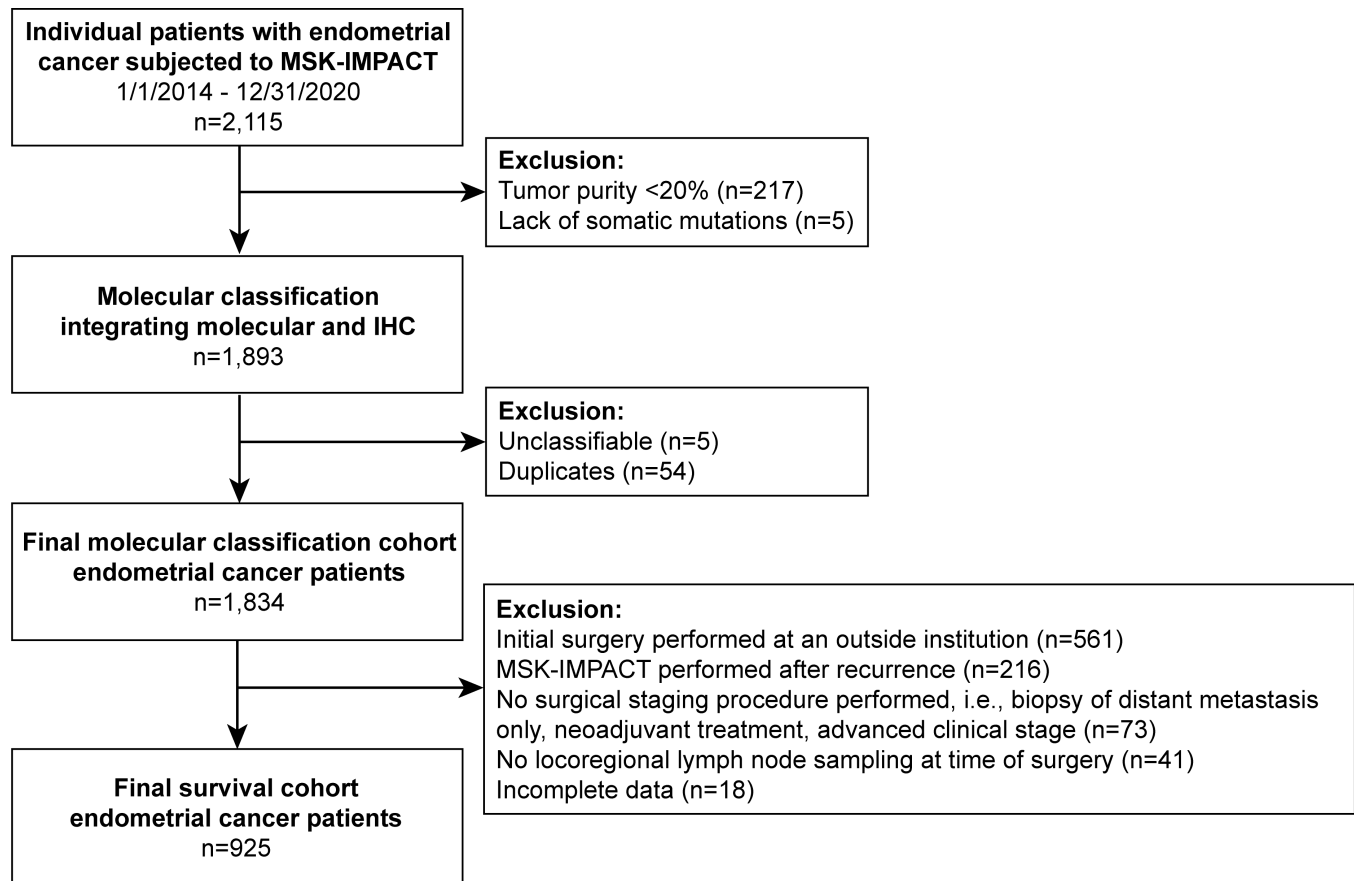 Individual patients with endometrial
cancer subjected to MSK-IMPACT
1/1/2014 - 12/31/2020
n=2,115
Exclusion:
Tumor purity <20% (n=217)
Lack of somatic mutations (n=5)
Molecular classification
integrating molecular and IHC
n=1,893
Exclusion:
Unclassifiable (n=5)
Duplicates (n=54)
Final molecular classification cohort
endometrial cancer patients
n=1,834
Exclusion:
Initial surgery performed at an outside institution (n=561)
MSK-IMPACT performed after recurrence (n=216)
No surgical staging procedure performed, i.e., biopsy of distant metastasis
only, neoadjuvant treatment, advanced clinical stage (n=73)
No locoregional lymph node sampling at time of surgery (n=41)
Incomplete data (n=18)
Final survival cohort
endometrial cancer patients
n=925